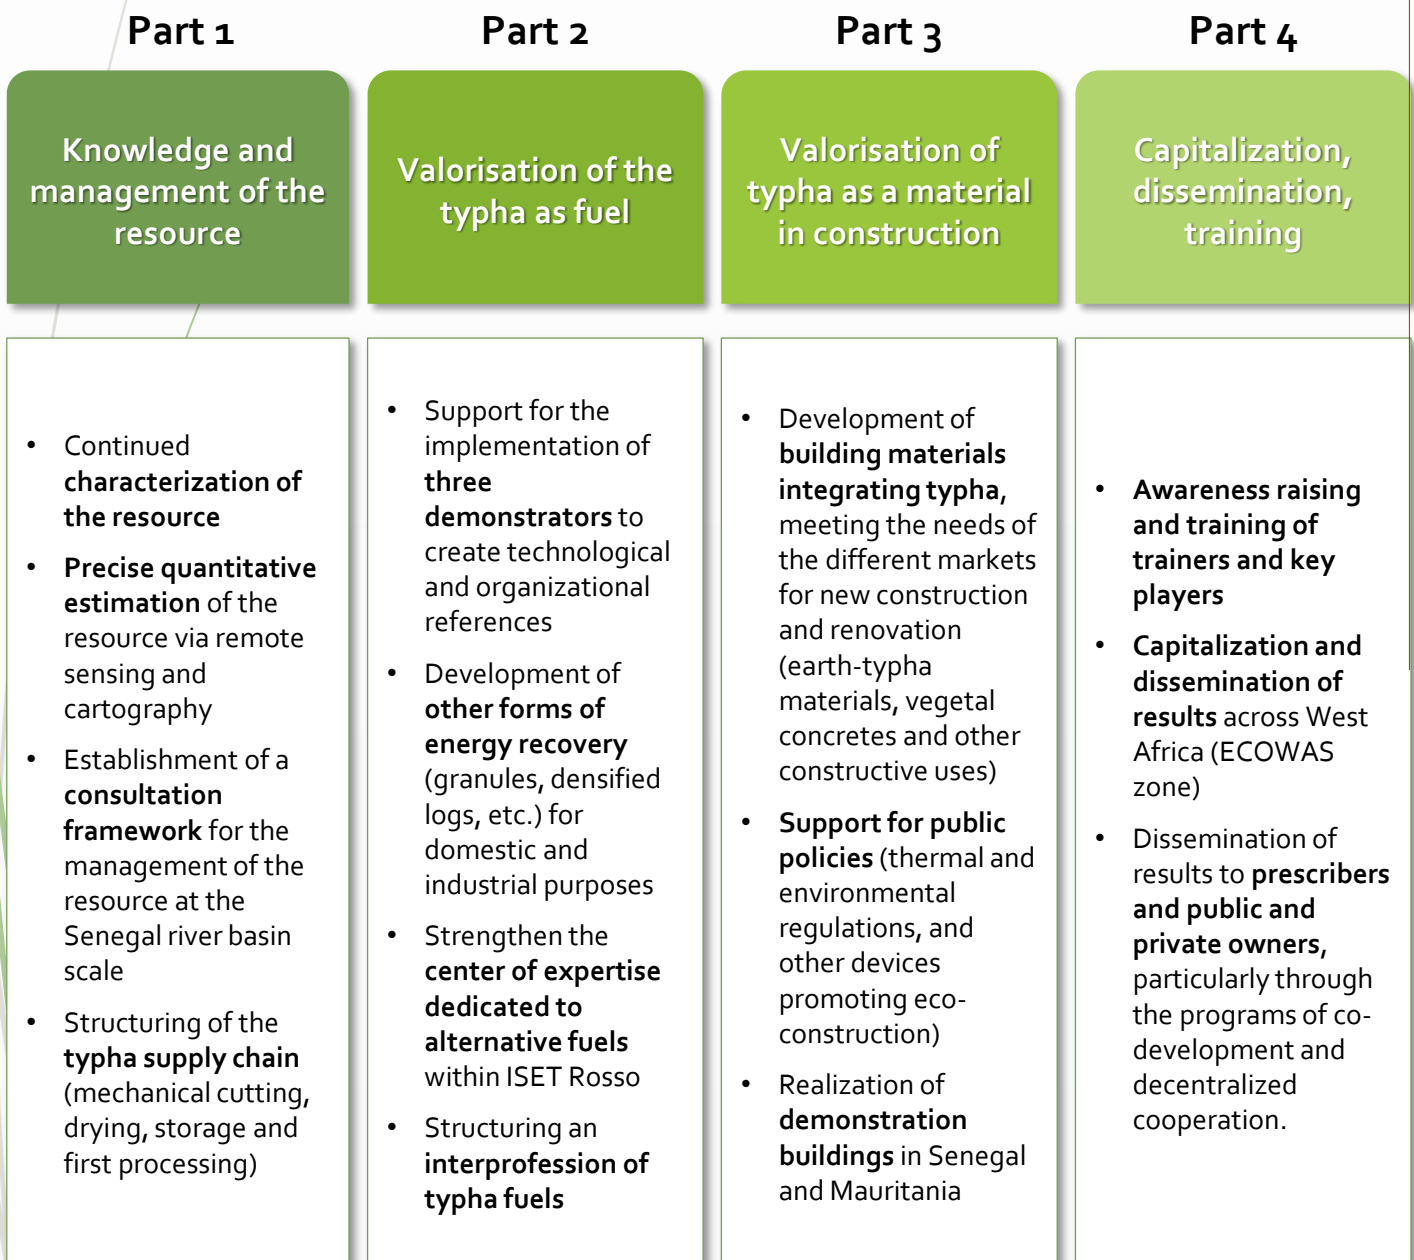 Part 1
Knowledge and
management of the
resource
• Continued
characterization of
the resource
• Precise quantitative
estimation of the
resource via remote
sensing and
cartography
• Establishment of a
consultation
framework for the
management of the
resource at the
Senegal river basin
scale
• Structuring of the
typha supply chain
(mechanical cutting,
drying, storage and
first processing)
Part 2
Valorisation of the
typha as fuel
• Support for the
implementation of
three
demonstrators to
create technological
and organizational
references
• Development of
other forms of
energy recovery
(granules, densified
logs, etc.) for
domestic and
industrial purposes
• Strengthen the
center of expertise
dedicated to
alternative fuels
within ISET Rosso
• Structuring an
interprofession of
typha fuels
Part 3
Valorisation of
typha as a material
in construction
• Development of
building materials
integrating typha,
meeting the needs of
the different markets
for new construction
and renovation
(earth-typha
materials, vegetal
concretes and other
constructive uses)
• Support for public
policies (thermal and
environmental
regulations, and
other devices
promoting eco-
construction)
• Realization of
demonstration
buildings in Senegal
and Mauritania
Part 4
Capitalization,
dissemination,
training
• Awareness raising
and training of
trainers and key
players
• Capitalization and
dissemination of
results across West
Africa (ECOWAS
zone)
• Dissemination of
results to prescribers
and public and
private owners,
particularly through
the programs of co-
development and
decentralized
cooperation.